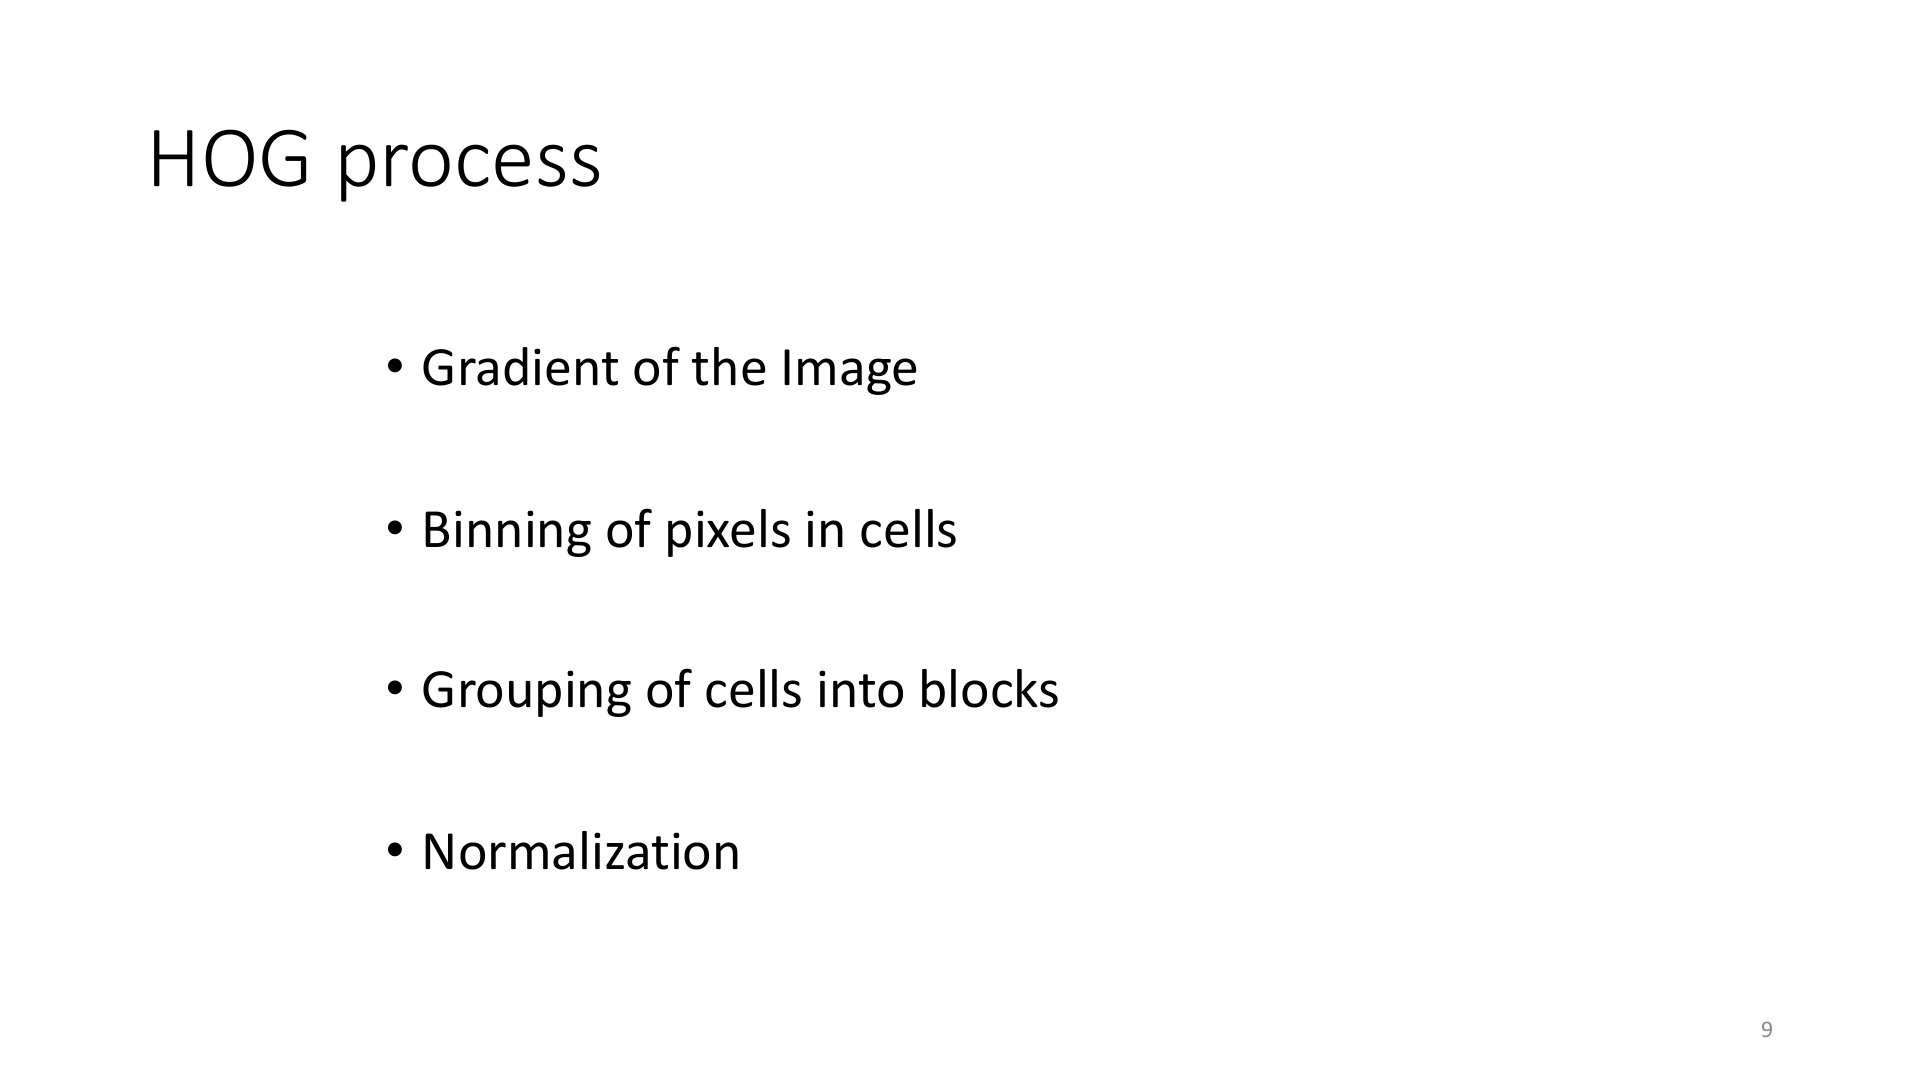 HOG process
• Gradient of the Image
• Binning of pixels in cells
• Grouping of cells into blocks
• Normalization
9